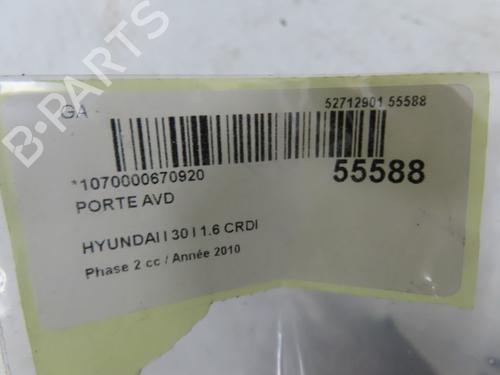 GA
52712901 55588
*1070000670920
55588
PORTE AVD
HYUNDAI I 30 I 1.6 CRDI
Phase 2 cc / Année 2010
B-PARTS